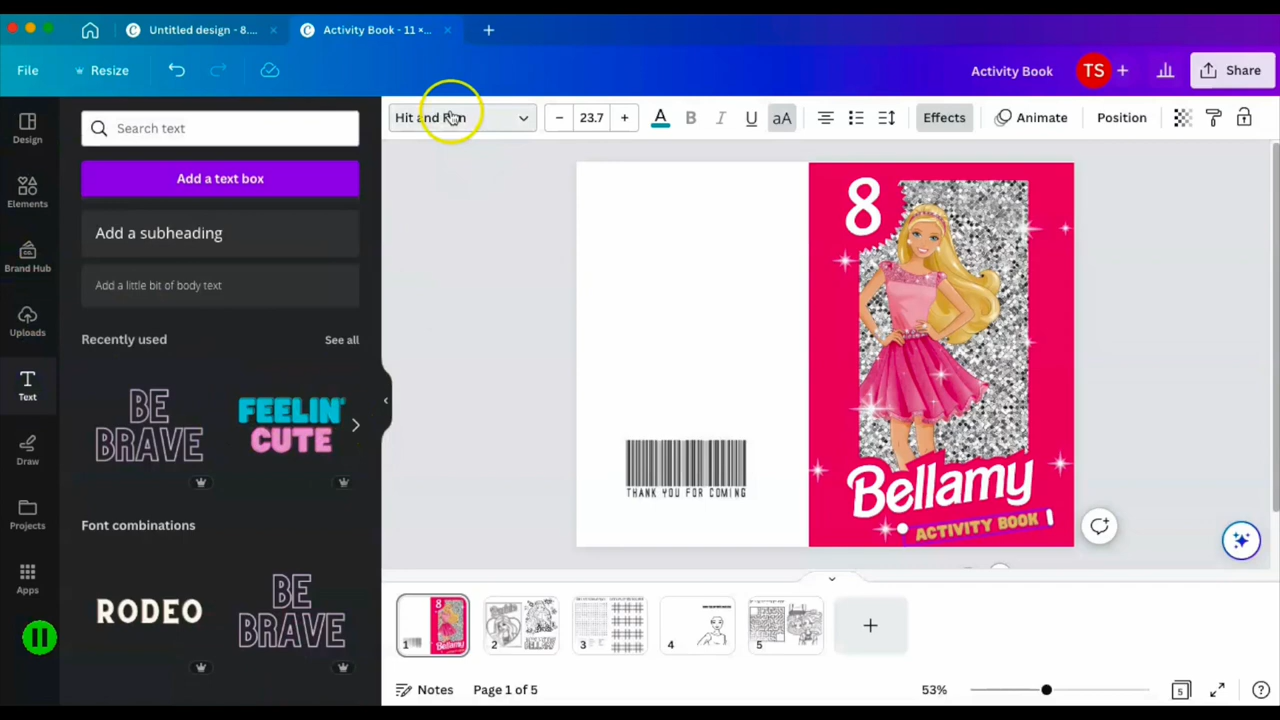 Untitled design - 8....
Activity Book - 11 ×...
File
Resize
Activity Book
TS
Share
Hit and Run
23.7
A
B
I
U
aA
Effects
Animate
Position
Design
Elements
Brand Hub
Uploads
Text
Draw
Projects
Apps
Search text
Add a text box
Add a subheading
Add a little bit of body text
Recently used
See all
BE
BRAVE
FEELIN'
CUTE
Font combinations
RODEO
BE
BRAVE
8
Bellamy
ACTIVITY BOOK
THANK YOU FOR COMING
1
8
Bellamy
2
3
4
5
Notes
Page 1 of 5
53%
5